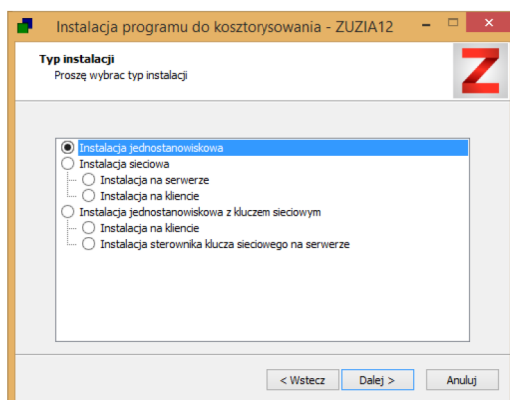 Instalacja programu do kosztorysowania - ZUZIA12
Typ instalacji
Proszę wybrac typ instalacji
Z
Instalacja jednostanowiskowa
Instalacja sieciowa
Instalacja na serwerze
Instalacja na kliencie
Instalacja jednostanowiskowa z kluczem sieciowym
Instalacja na kliencie
Instalacja sterownika klucza sieciowego na serwerze
< Wstecz Dalej > Anuluj